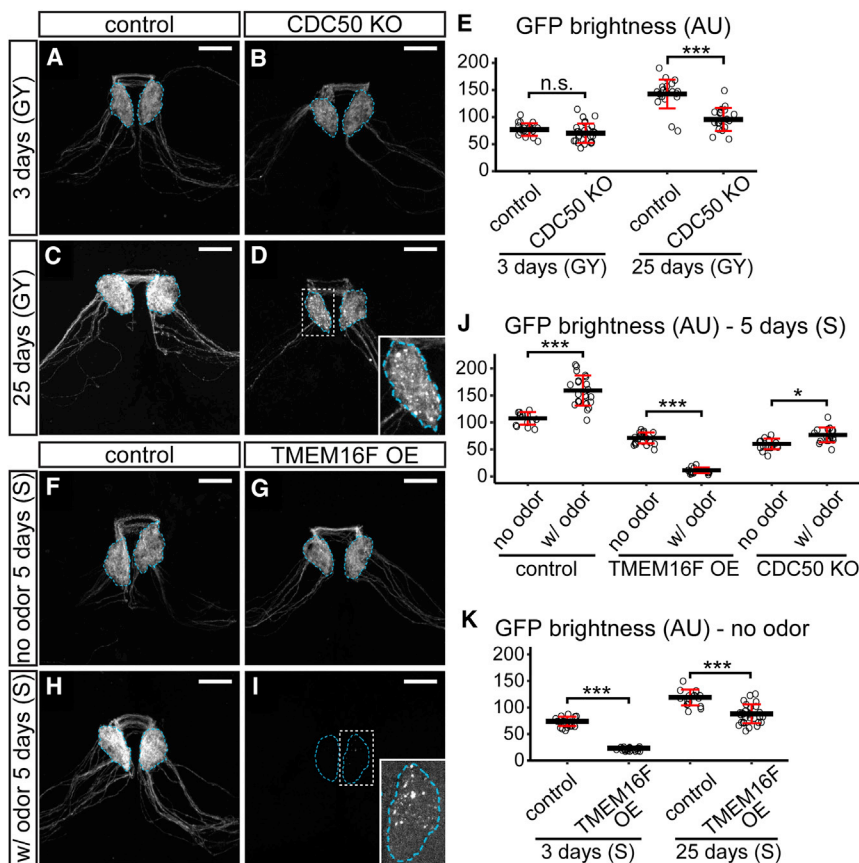 control
CDC50 KO
3 days (GY)
A
B
25 days (GY)
C
D
control
TMEM16F OE
no odor 5 days (S)
F
G
w/ odor 5 days (S)
H
I
E
GFP brightness (AU)
200
150
100
50
0
n.s.
***
control
CDC50 KO
control
CDC50 KO
3 days (GY)
25 days (GY)
J
GFP brightness (AU) - 5 days (S)
200
150
100
50
0
***
***
*
no odor
w/ odor
no odor
w/ odor
no odor
w/ odor
control
TMEM16F OE
CDC50 KO
K
GFP brightness (AU) - no odor
200
150
100
50
0
***
***
control
TMEM16F
OE
control
TMEM16F
OE
3 days (S)
25 days (S)